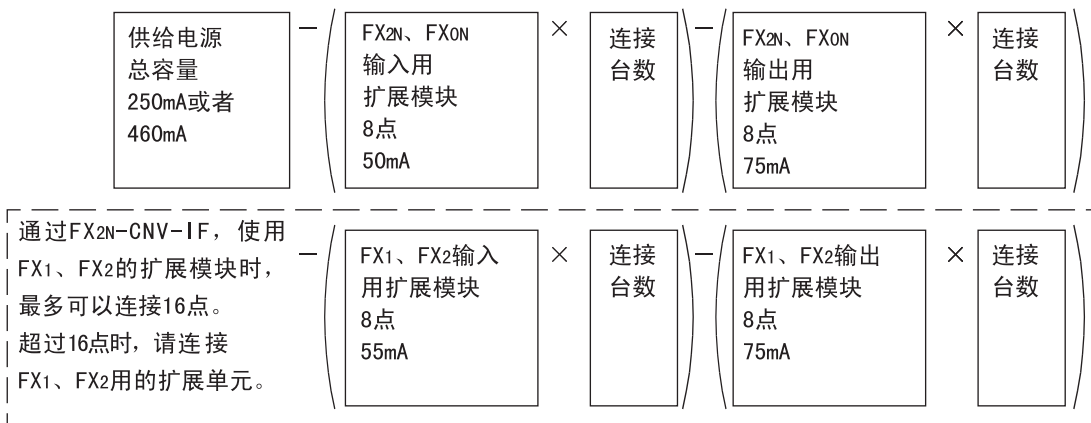 供给电源
总容量
250mA或者
460mA
－
FX2N、FX0N
输入用
扩展模块
8点
50mA
×
连接
台数
－
FX2N、FX0N
输出用
扩展模块
8点
75mA
×
连接
台数
通过FX2N-CNV-IF，使用
FX1、FX2的扩展模块时，
最多可以连接16点。
超过16点时，请连接
FX1、FX2用的扩展单元。
－
FX1、FX2输入
用扩展模块
8点
55mA
×
连接
台数
－
FX1、FX2输出
用扩展模块
8点
75mA
×
连接
台数